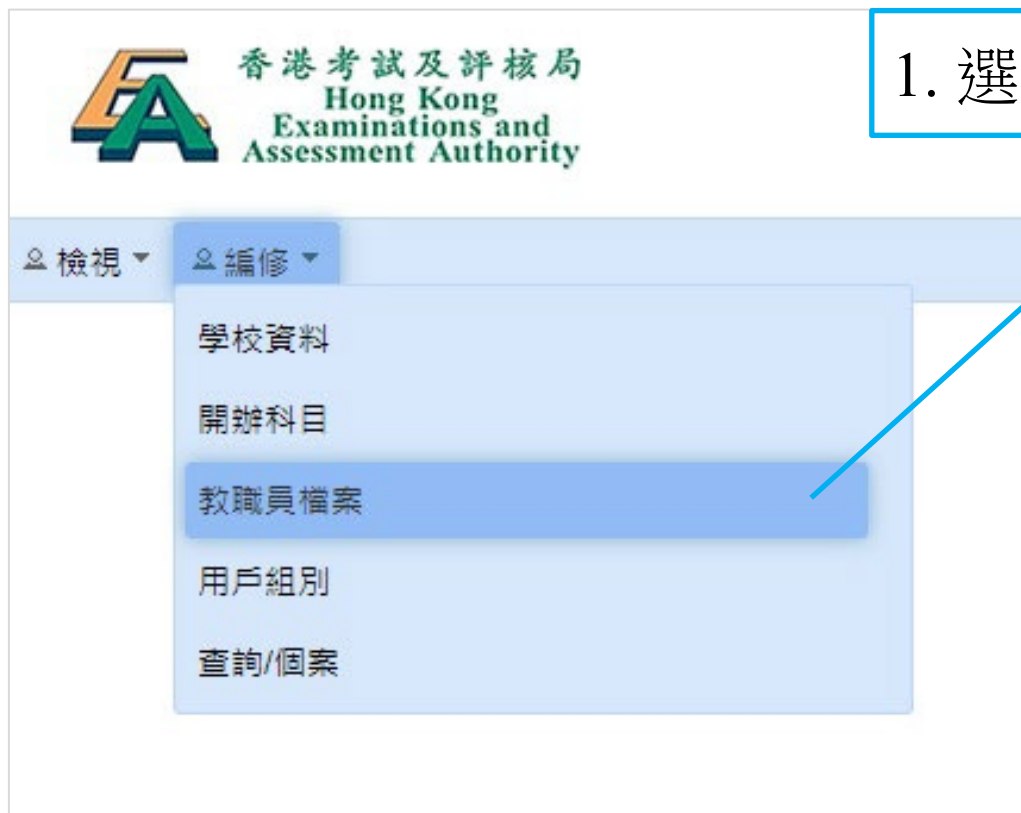 香港考試及評核局
Hong Kong
Examinations and
Assessment Authority
1. 選
檢視
編修
學校資料
開辦科目
教職員檔案
用戶組別
查詢/個案